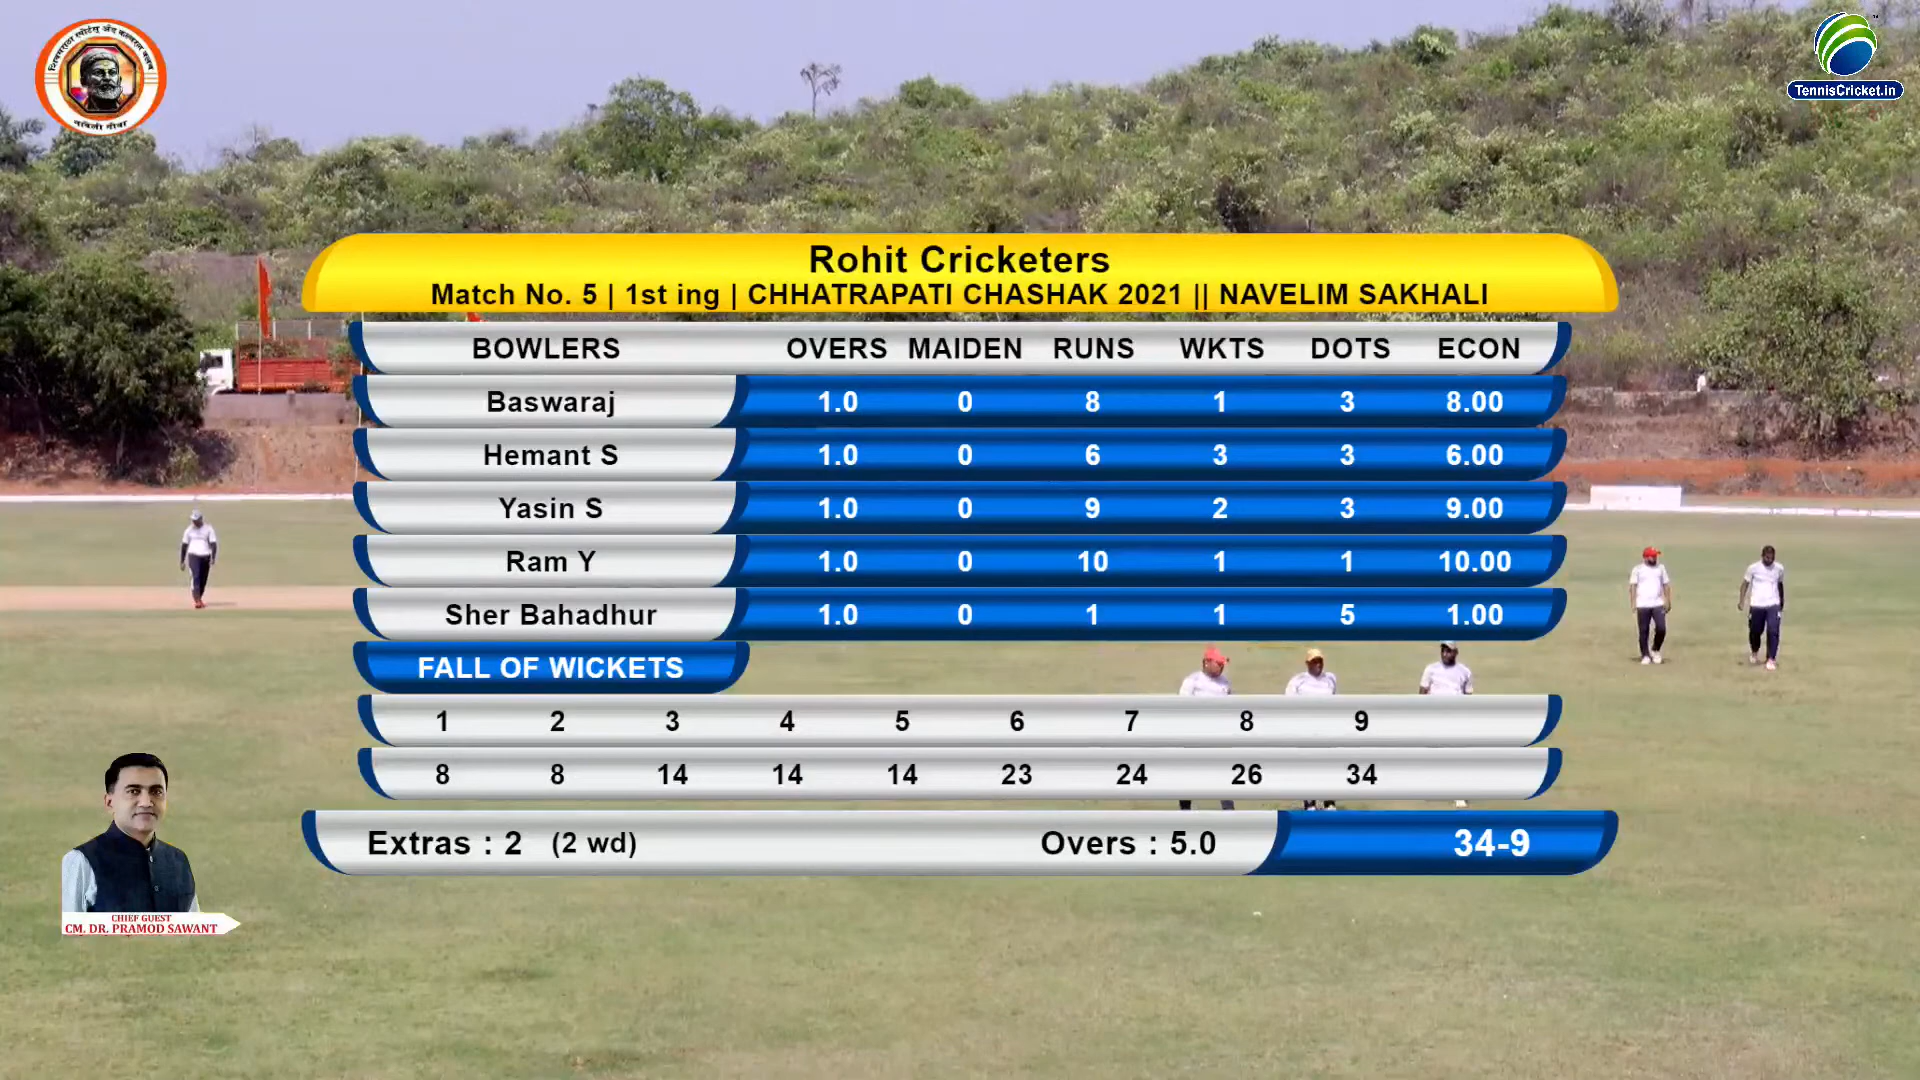 शिवमराठा स्पोर्टस् अँड कल्चरल क्लब
नावेली गोवा
TennisCricket.in
Rohit Cricketers
Match No. 5 | 1st ing | CHHATRAPATI CHASHAK 2021 || NAVELIM SAKHALI
BOWLERS OVERS MAIDEN RUNS WKTS DOTS ECON
Baswaraj 1.0 0 8 1 3 8.00
Hemant S 1.0 0 6 3 3 6.00
Yasin S 1.0 0 9 2 3 9.00
Ram Y 1.0 0 10 1 1 10.00
Sher Bahadhur 1.0 0 1 1 5 1.00
FALL OF WICKETS
1 2 3 4 5 6 7 8 9
8 8 14 14 14 23 24 26 34
Extras : 2 (2 wd) Overs : 5.0 34-9
CHIEF GUEST
CM. DR. PRAMOD SAWANT